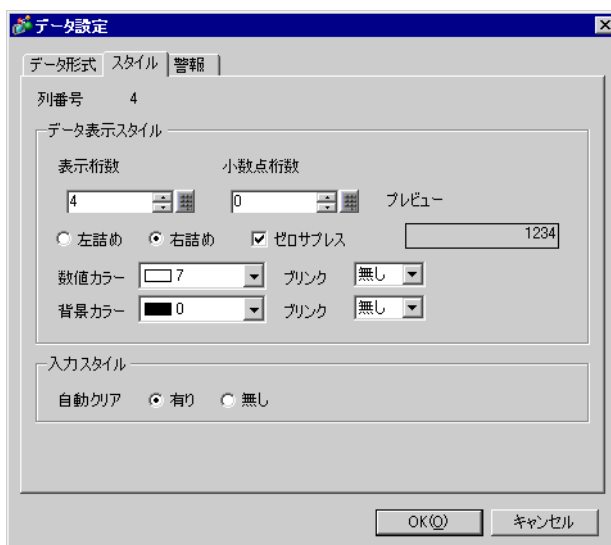 データ設定
データ形式 スタイル 警報
列番号 4
データ表示スタイル
表示桁数 小数点桁数
4 0 プレビュー
左詰め 右詰め ゼロサプレス 1234
数値カラー 7 ブリンク 無し
背景カラー 0 ブリンク 無し
入力スタイル
自動クリア 有り 無し
OK(O) キャンセル